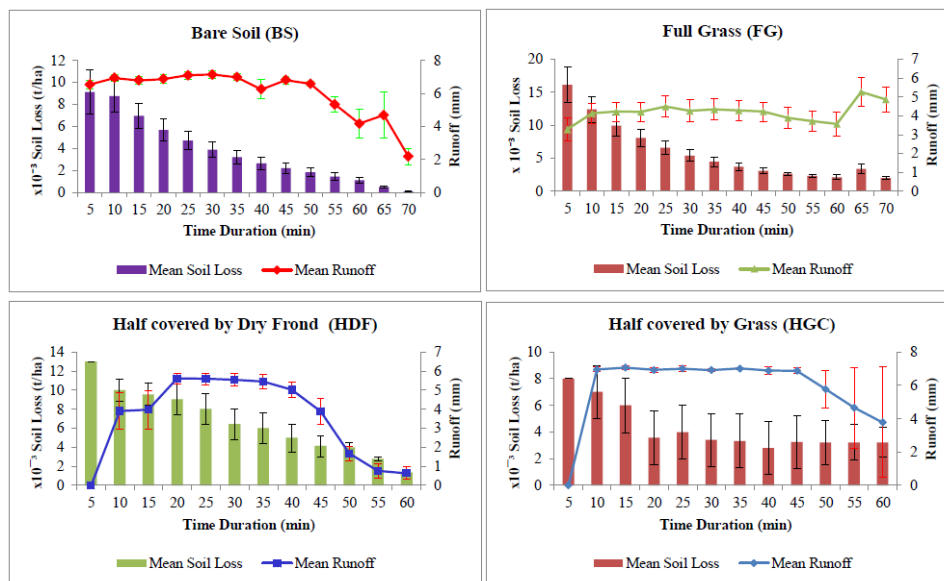 Bare Soil (BS)
x10⁻³ Soil Loss (t/ha)
12
10
8
6
4
2
0
8
6
4
2
0
Runoff (mm)
5 10 15 20 25 30 35 40 45 50 55 60 65 70
Time Duration (min)
Mean Soil Loss Mean Runoff
Full Grass (FG)
x 10⁻³ Soil Loss
20
15
10
5
0
7
6
5
4
3
2
1
0
Runoff (mm)
5 10 15 20 25 30 35 40 45 50 55 60 65 70
Time Duration (min)
Mean Soil Loss Mean Runoff
Half covered by Dry Frond (HDF)
x10⁻³ Soil Loss (t/ha)
14
12
10
8
6
4
2
0
7
6
5
4
3
2
1
0
Runoff (mm)
5 10 15 20 25 30 35 40 45 50 55 60
Time Duration (min)
Mean Soil Loss Mean Runoff
Half covered by Grass (HGC)
x10⁻³ Soil Loss (t/ha)
10
8
6
4
2
0
8
6
4
2
0
Runoff (mm)
5 10 15 20 25 30 35 40 45 50 55 60
Time Duration (min)
Mean Soil Loss Mean Runoff